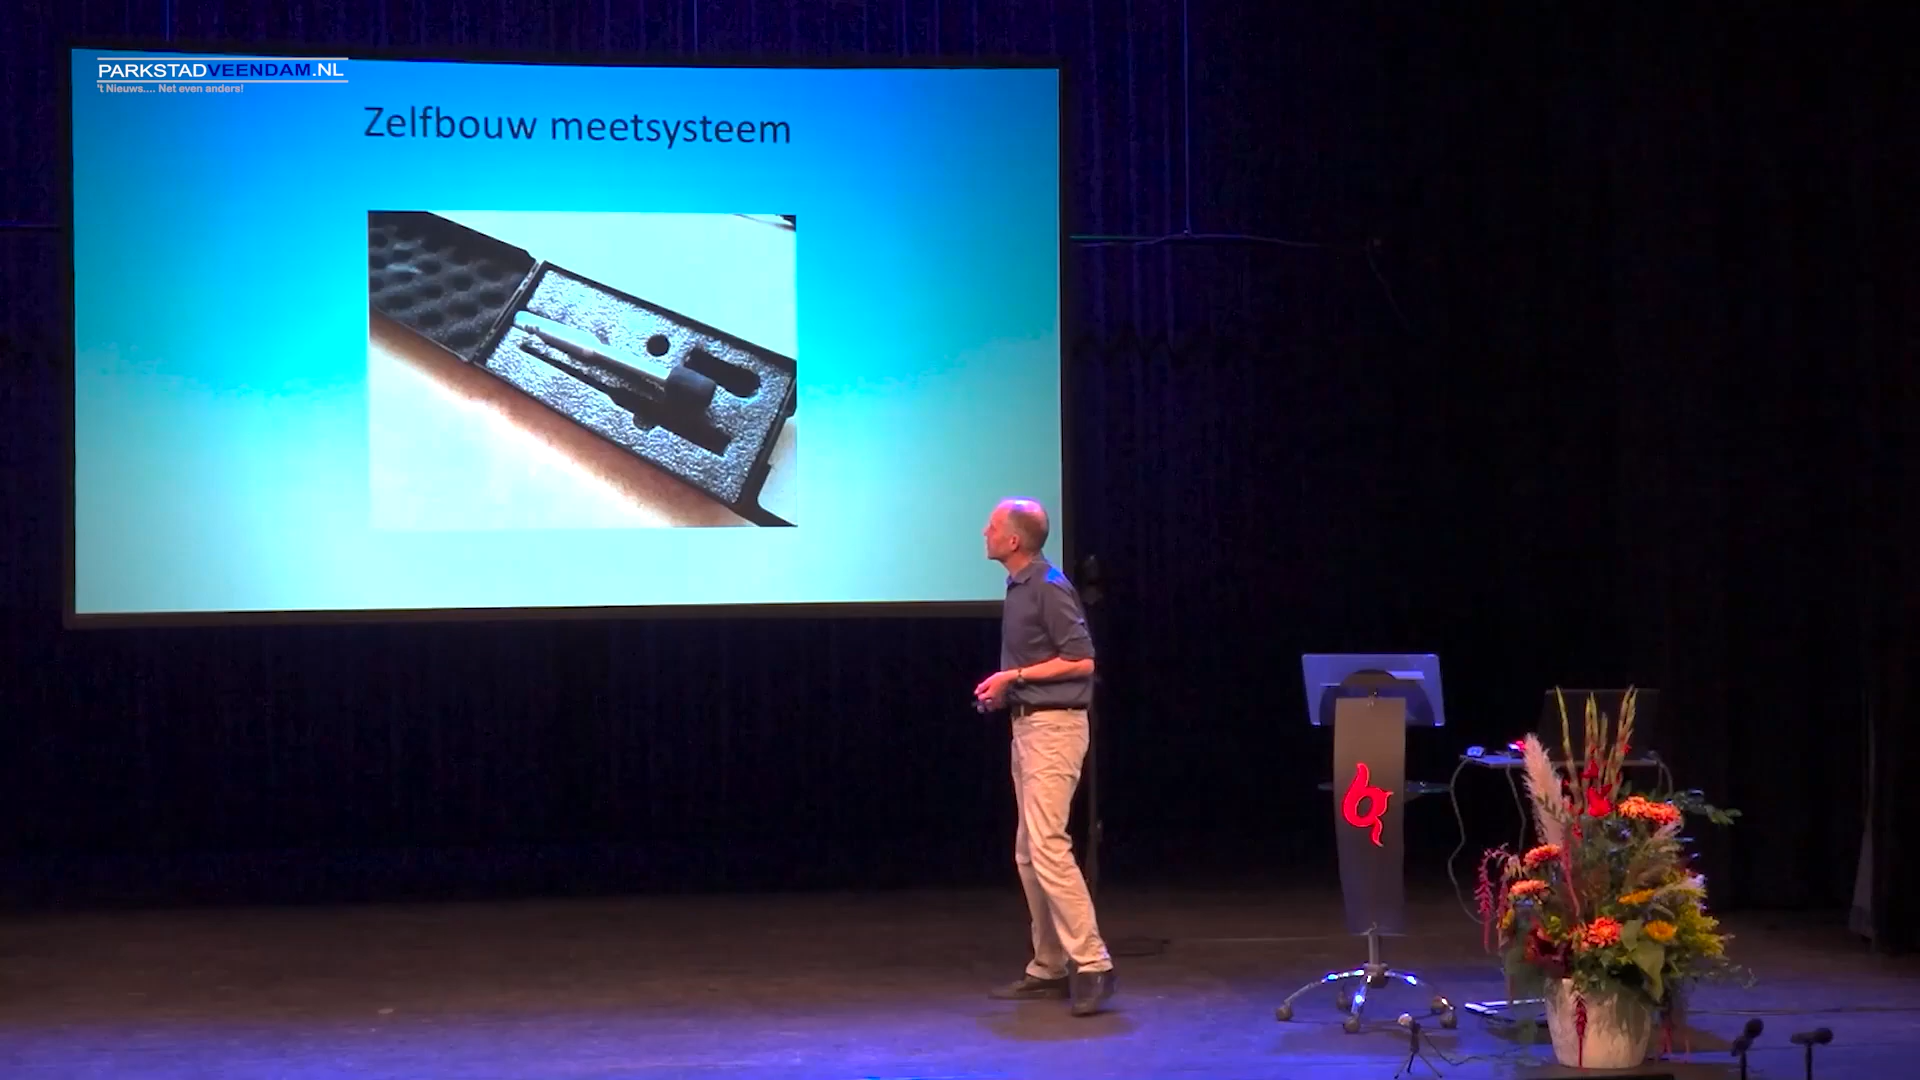 PARKSTADVEENDAM.NL
't Nieuws.... Net even anders!
Zelfbouw meetsysteem